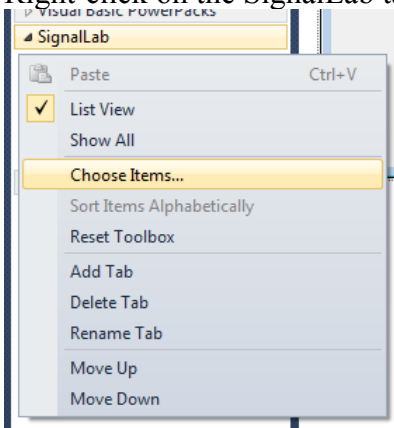 Right-click on the SignalLab t
Visual Basic PowerPacks
SignalLab
Paste Ctrl+V
List View
Show All
Choose Items...
Sort Items Alphabetically
Reset Toolbox
Add Tab
Delete Tab
Rename Tab
Move Up
Move Down